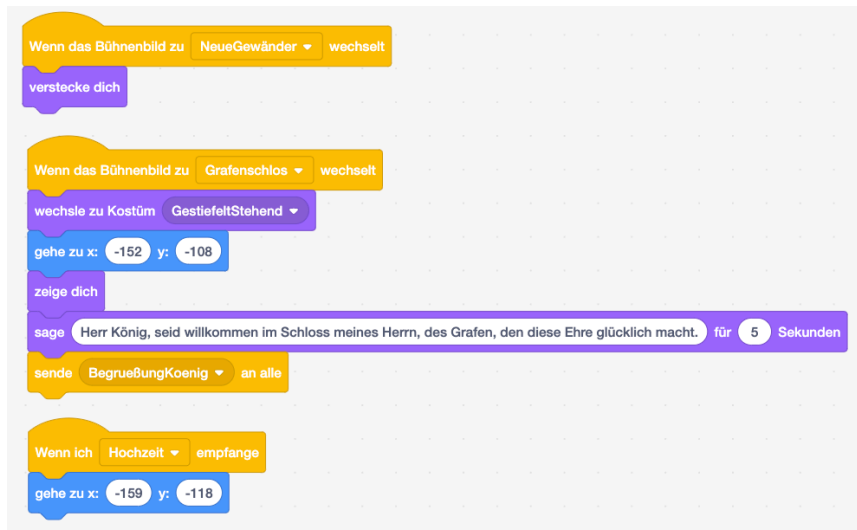 Wenn das Bühnenbild zu NeueGewänder wechselt
verstecke dich
Wenn das Bühnenbild zu Grafenschlos wechselt
wechsle zu Kostüm GestiefeltStehend
gehe zu x: -152 y: -108
zeige dich
sage Herr König, seid willkommen im Schloss meines Herrn, des Grafen, den diese Ehre glücklich macht. für 5 Sekunden
sende BegrueßungKoenig an alle
Wenn ich Hochzeit empfange
gehe zu x: -159 y: -118